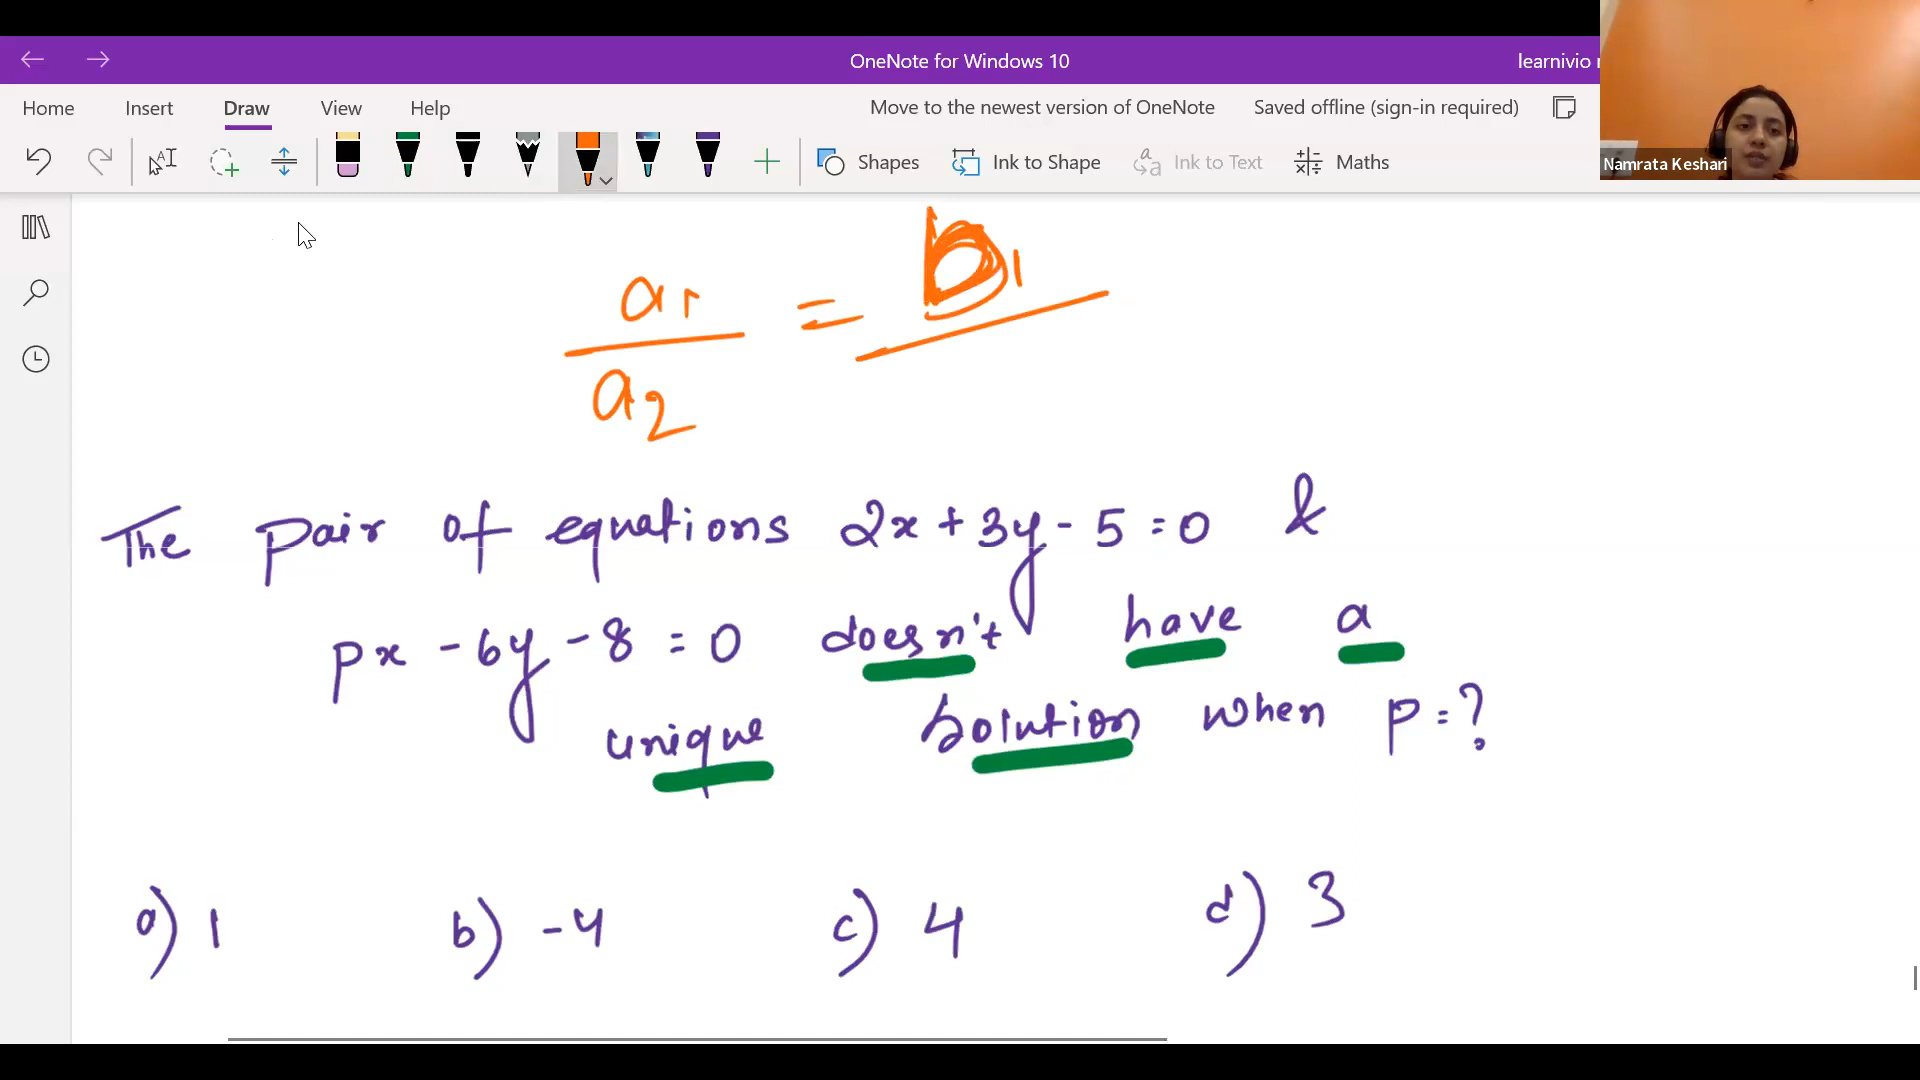 OneNote for Windows 10
learnivio
Home Insert Draw View Help
Move to the newest version of OneNote Saved offline (sign-in required)
Shapes Ink to Shape Ink to Text Maths
Namrata Keshari
a1 = b1
a2
The pair of equations 2x + 3y - 5 = 0 &
px - 6y - 8 = 0 doesn't have a
unique solution when p = ?
a) 1 b) -4 c) 4 d) 3